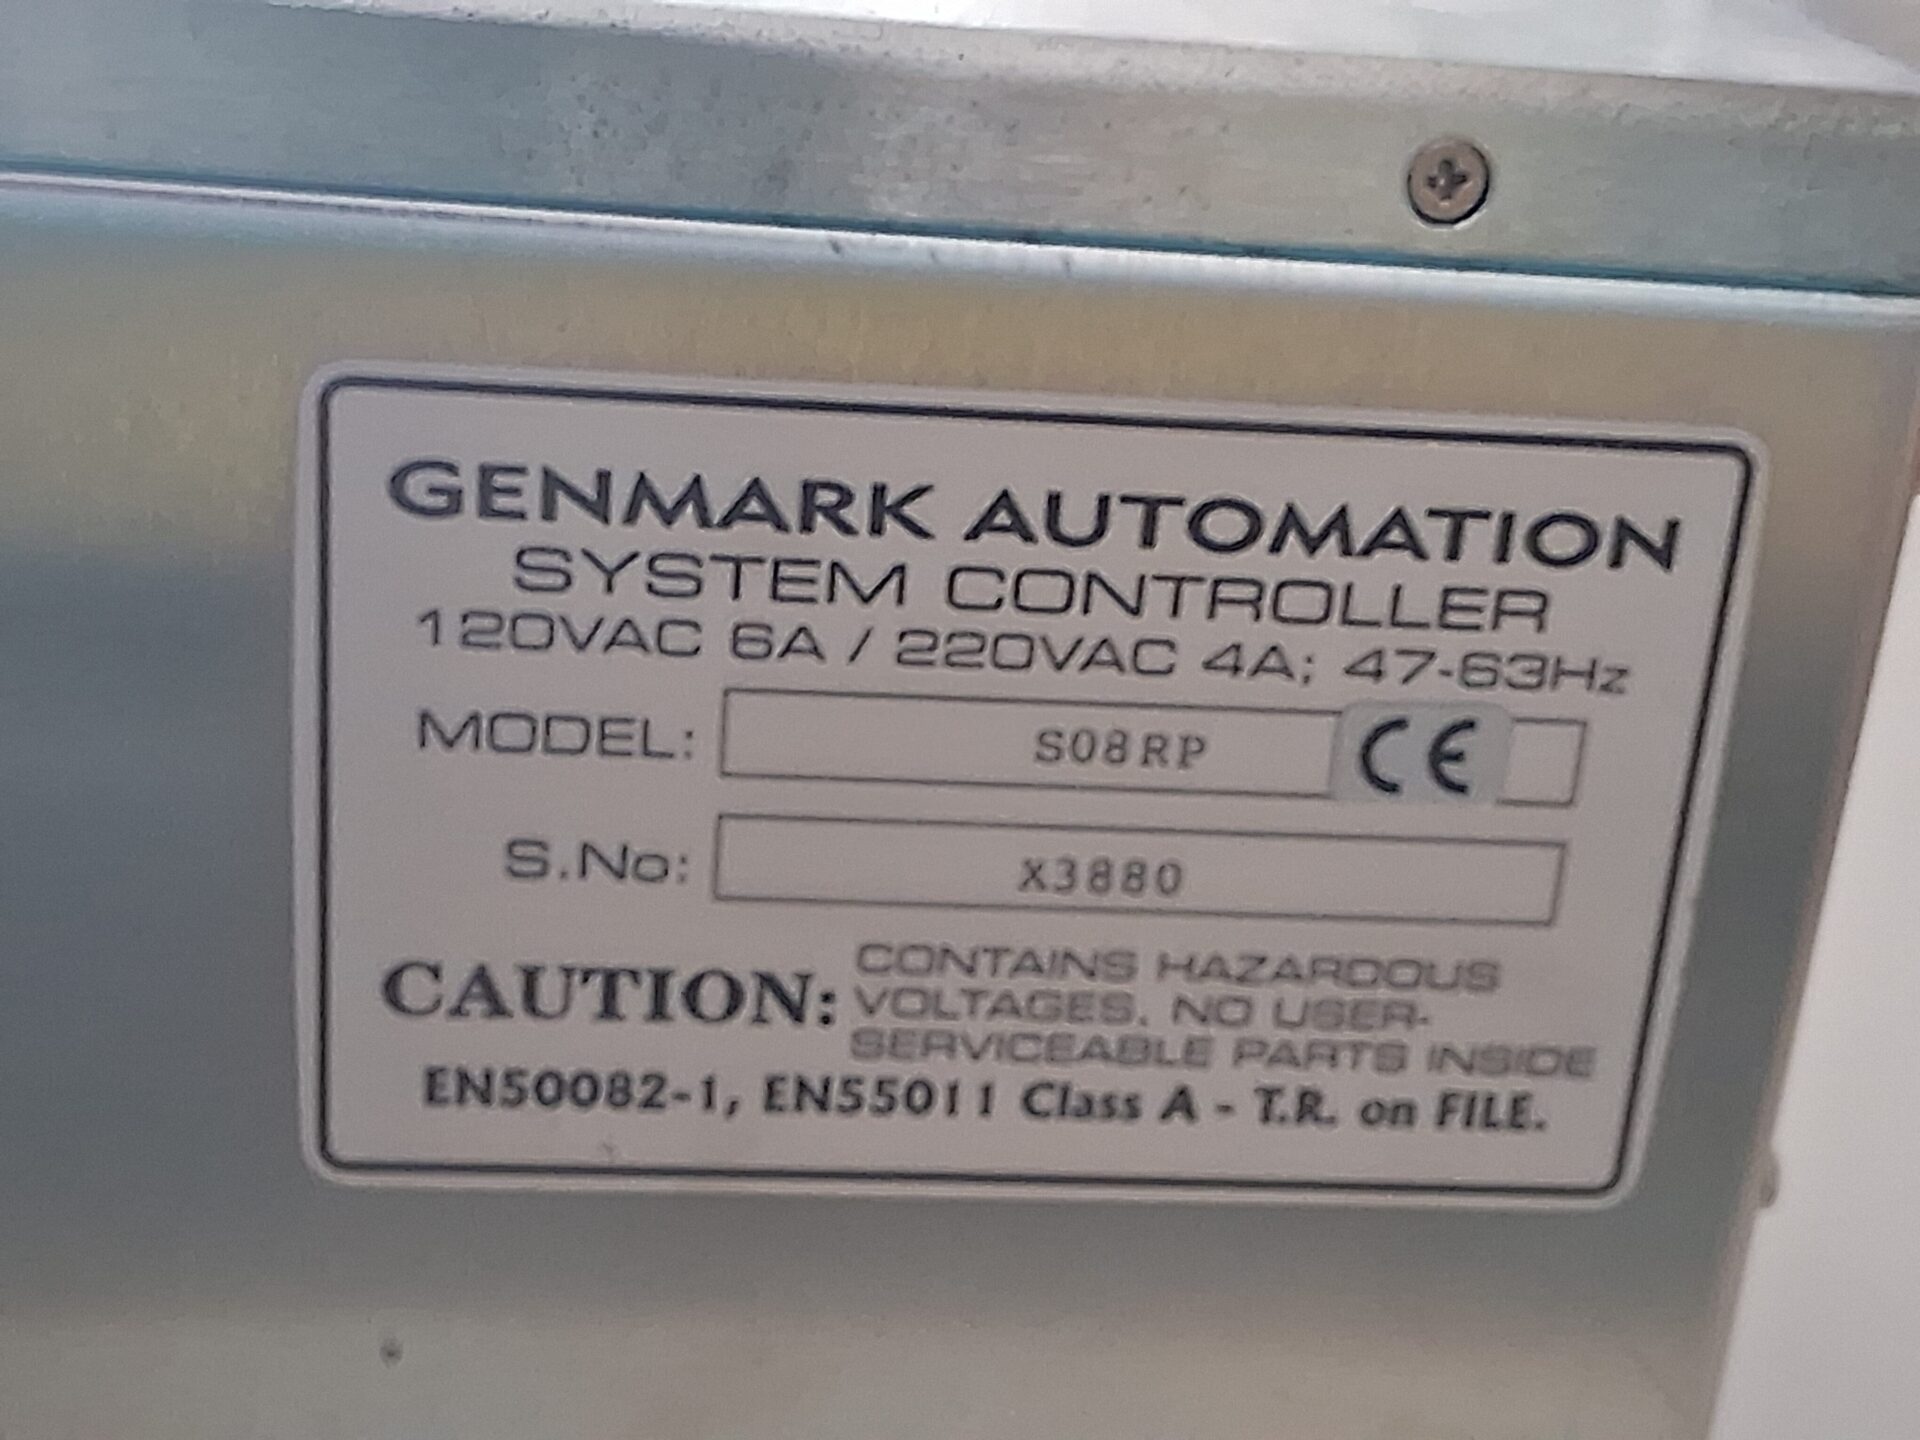 GENMARK AUTOMATION
SYSTEM CONTROLLER
120VAC 6A / 220VAC 4A; 47-63Hz
MODEL: S08RP CE
S.No: X3880
CAUTION: CONTAINS HAZARDOUS
VOLTAGES. NO USER-
SERVICEABLE PARTS INSIDE
EN50082-1, EN55011 Class A - T.R. on FILE.